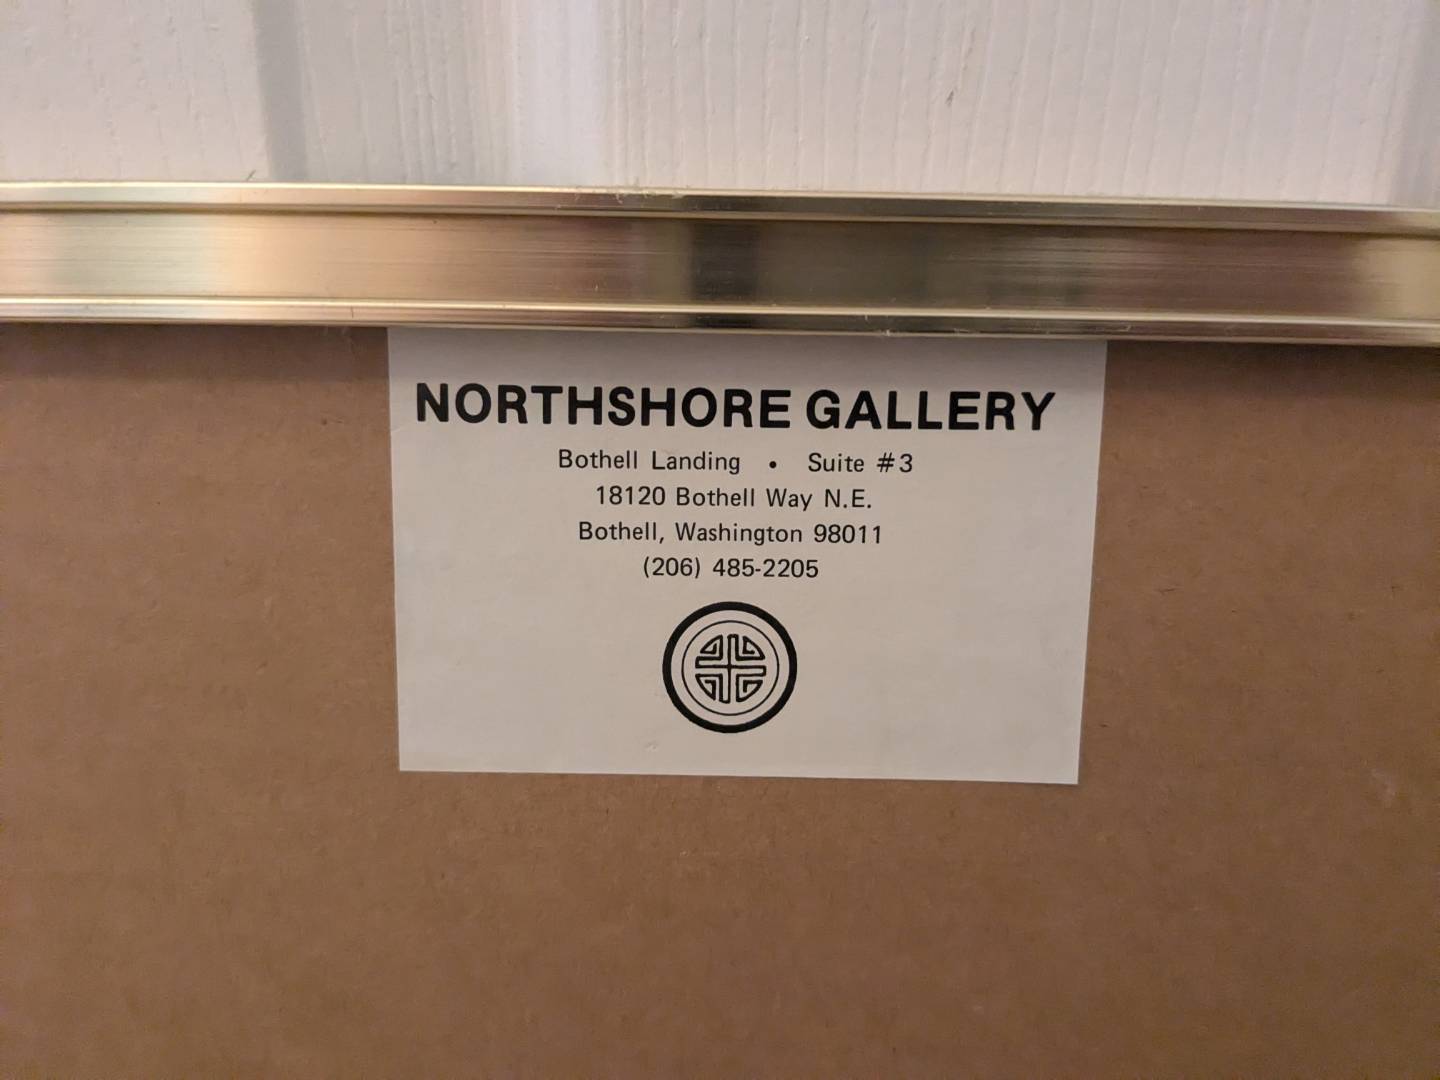 NORTHSHORE GALLERY
Bothell Landing • Suite #3
18120 Bothell Way N.E.
Bothell, Washington 98011
(206) 485-2205